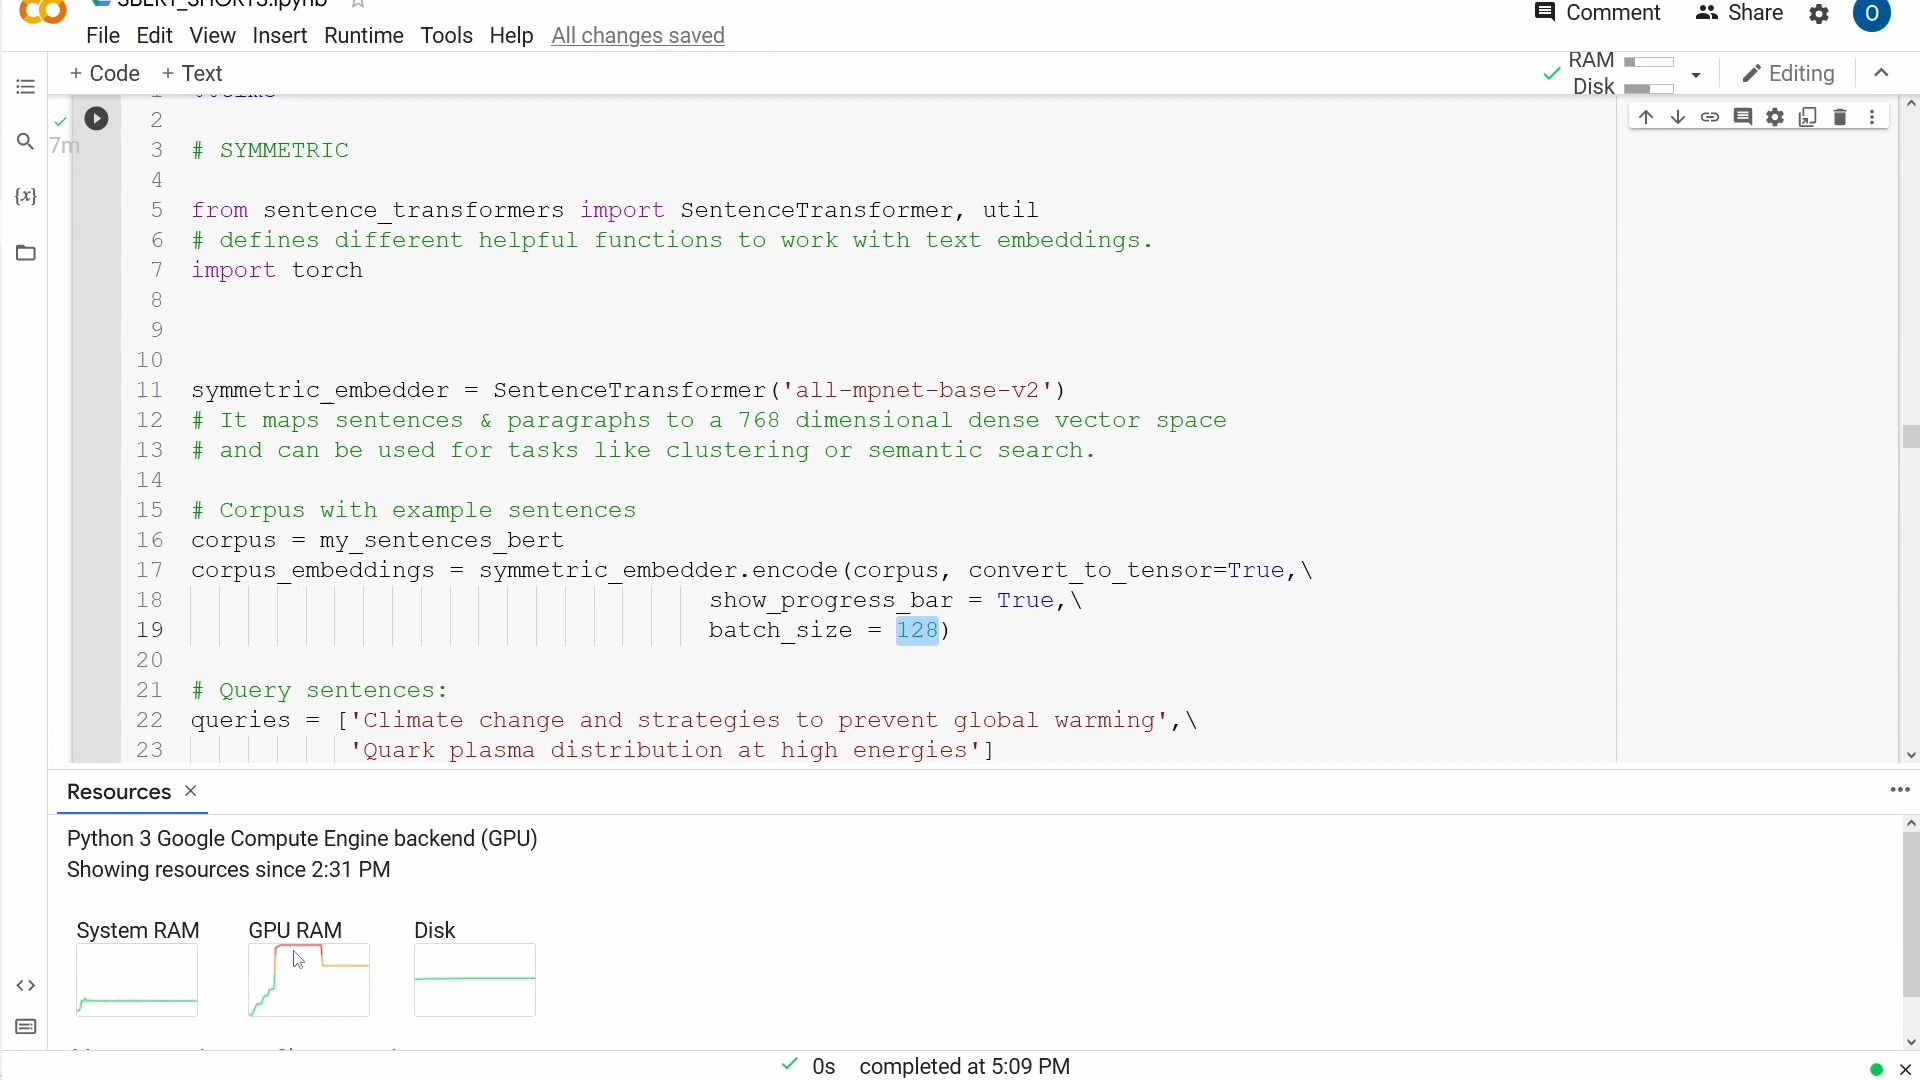 SBERT_SHORTS.ipynb
Comment Share O
File Edit View Insert Runtime Tools Help All changes saved
+ Code + Text
RAM
Disk
Editing
7m
2
3 # SYMMETRIC
4
5 from sentence_transformers import SentenceTransformer, util
6 # defines different helpful functions to work with text embeddings.
7 import torch
8
9
10
11 symmetric_embedder = SentenceTransformer('all-mpnet-base-v2')
12 # It maps sentences & paragraphs to a 768 dimensional dense vector space
13 # and can be used for tasks like clustering or semantic search.
14
15 # Corpus with example sentences
16 corpus = my_sentences_bert
17 corpus_embeddings = symmetric_embedder.encode(corpus, convert_to_tensor=True,\
18 show_progress_bar = True,\
19 batch_size = 128)
20
21 # Query sentences:
22 queries = ['Climate change and strategies to prevent global warming',\
23 'Quark plasma distribution at high energies']
Resources
Python 3 Google Compute Engine backend (GPU)
Showing resources since 2:31 PM
System RAM GPU RAM Disk
0s completed at 5:09 PM